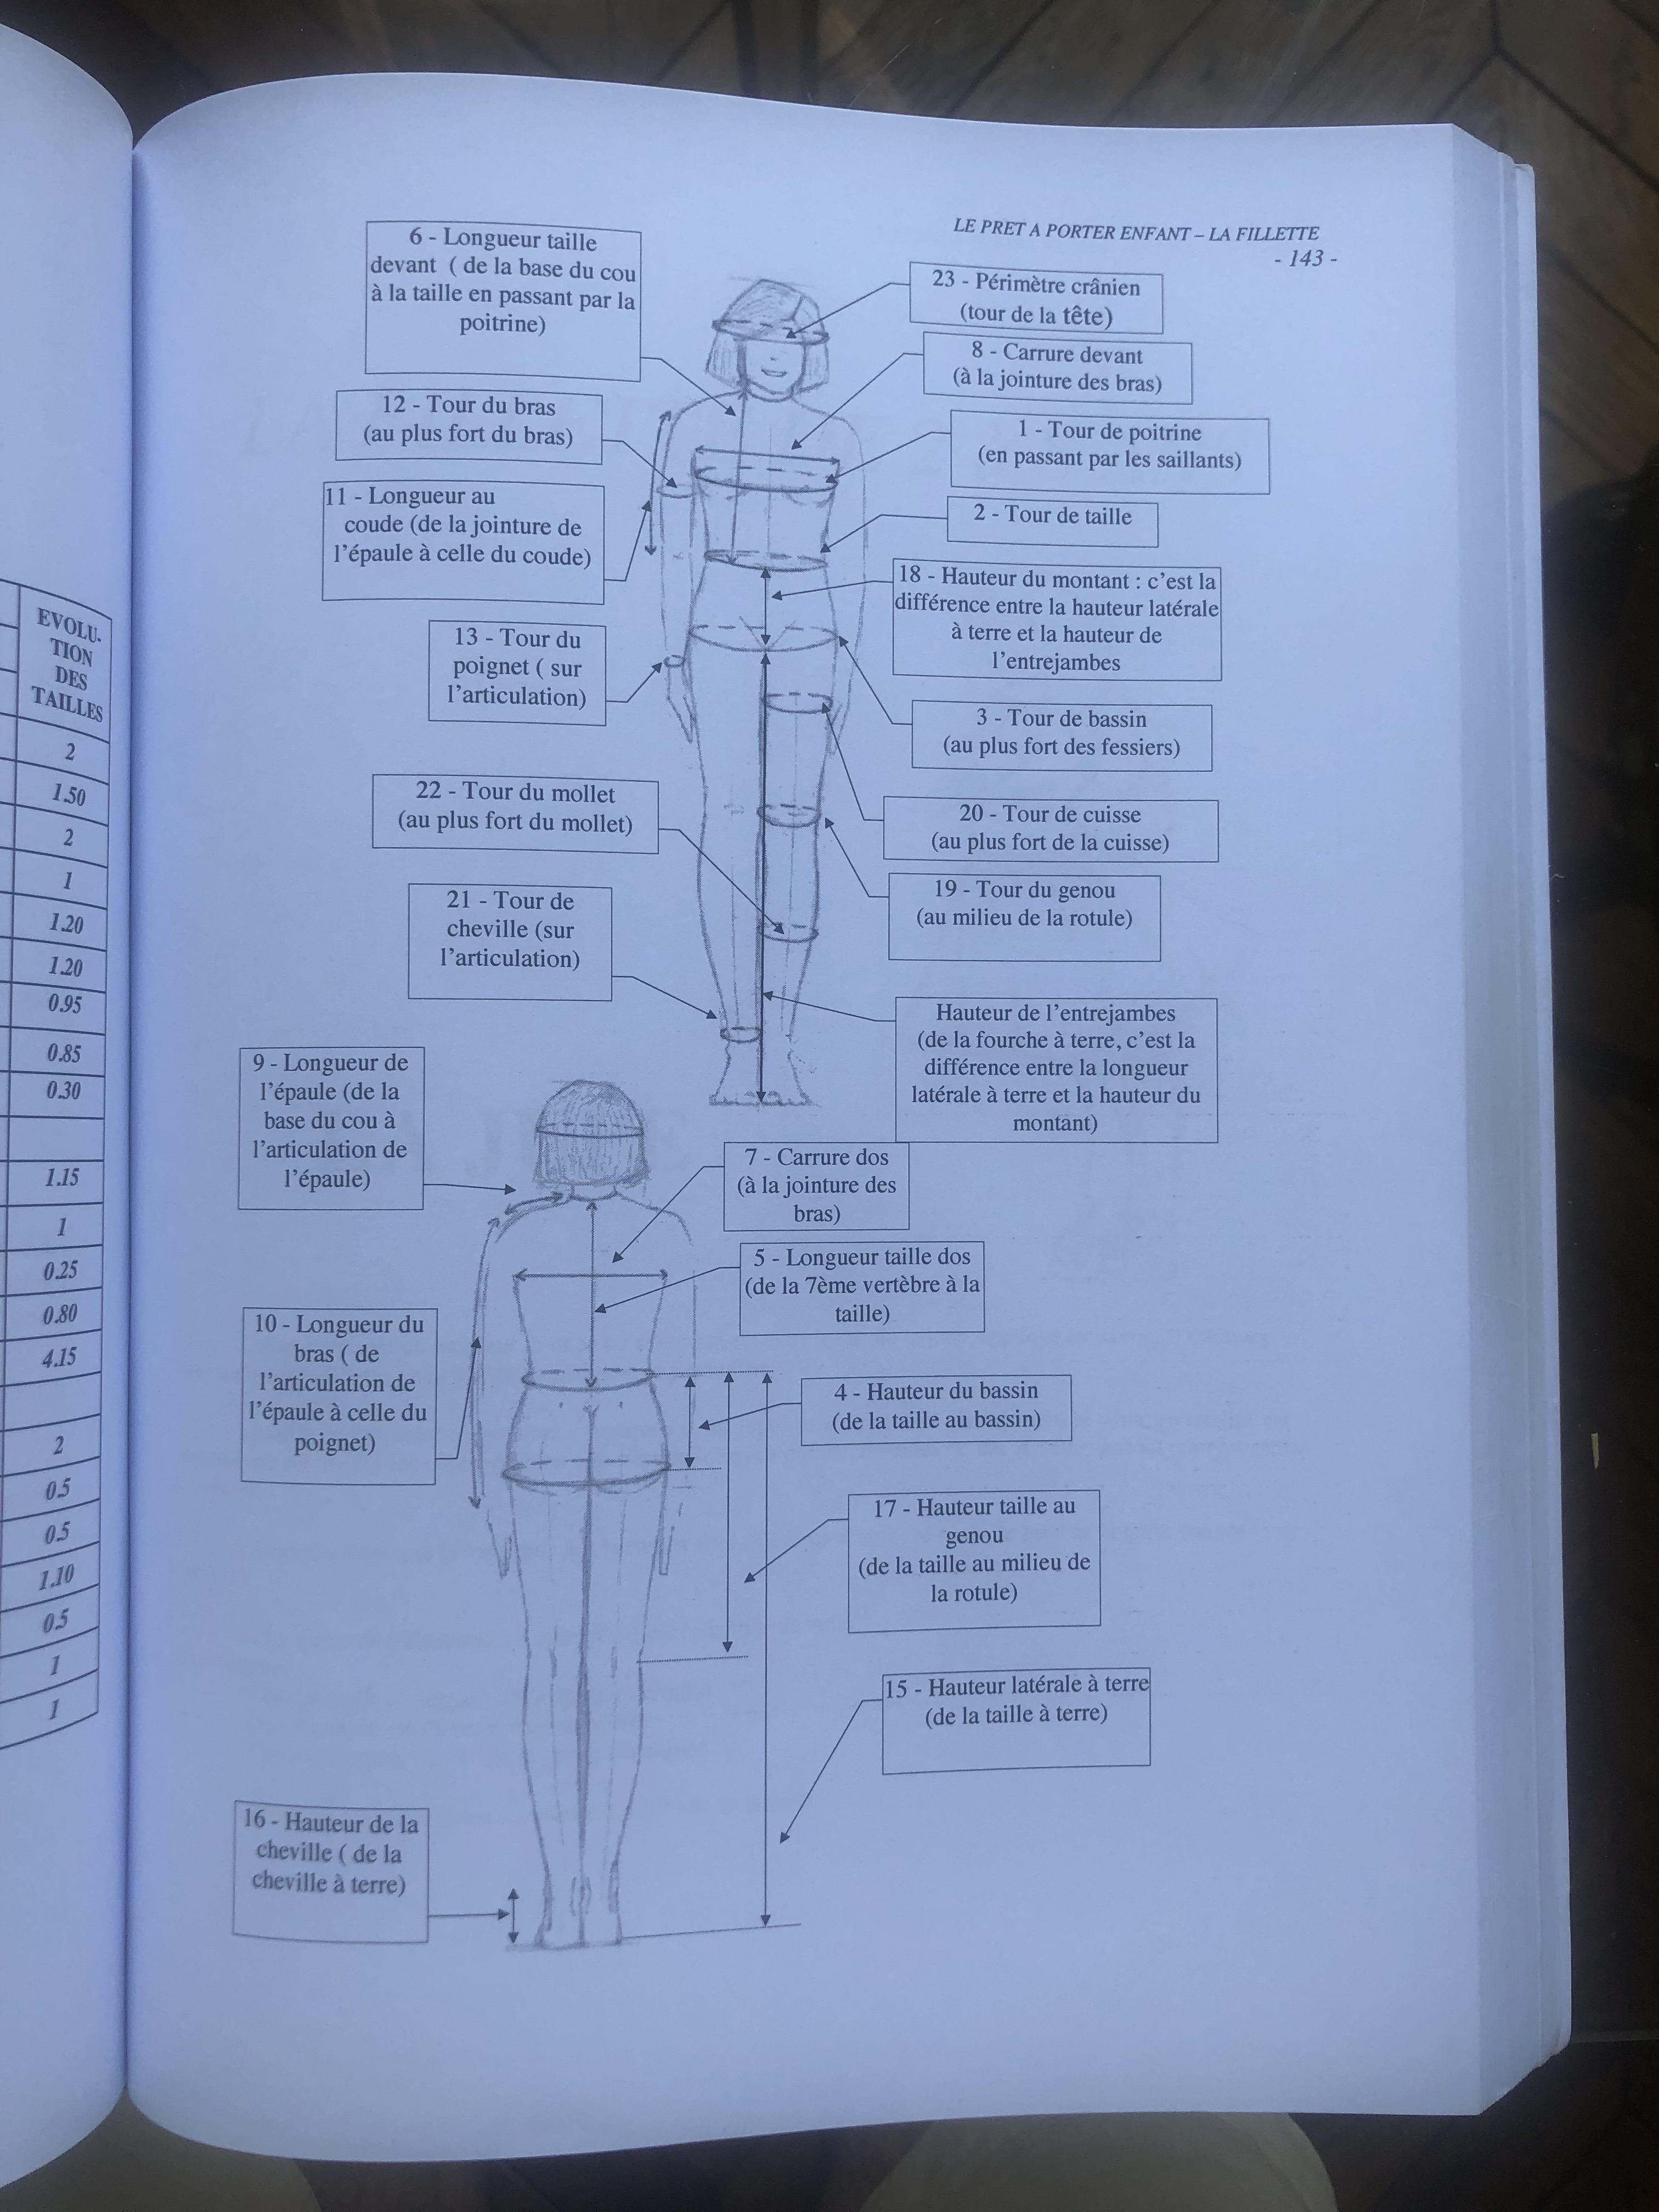 EVOLU-
TION
DES
TAILLES
2
1.50
2
1
1.20
1.20
0.95
0.85
0.30
1.15
1
0.25
0.80
4.15
2
0.5
0.5
1.10
0.5
1
1
LE PRET A PORTER ENFANT – LA FILLETTE
- 143 -
6 - Longueur taille
devant ( de la base du cou
à la taille en passant par la
poitrine)
23 - Périmètre crânien
(tour de la tête)
8 - Carrure devant
(à la jointure des bras)
12 - Tour du bras
(au plus fort du bras)
1 - Tour de poitrine
(en passant par les saillants)
11 - Longueur au
coude (de la jointure de
l'épaule à celle du coude)
2 - Tour de taille
18 - Hauteur du montant : c'est la
différence entre la hauteur latérale
à terre et la hauteur de
l'entrejambes
13 - Tour du
poignet ( sur
l'articulation)
3 - Tour de bassin
(au plus fort des fessiers)
22 - Tour du mollet
(au plus fort du mollet)
20 - Tour de cuisse
(au plus fort de la cuisse)
21 - Tour de
cheville (sur
l'articulation)
19 - Tour du genou
(au milieu de la rotule)
Hauteur de l'entrejambes
(de la fourche à terre, c'est la
différence entre la longueur
latérale à terre et la hauteur du
montant)
9 - Longueur de
l'épaule (de la
base du cou à
l'articulation de
l'épaule)
7 - Carrure dos
(à la jointure des
bras)
5 - Longueur taille dos
(de la 7ème vertèbre à la
taille)
10 - Longueur du
bras ( de
l'articulation de
l'épaule à celle du
poignet)
4 - Hauteur du bassin
(de la taille au bassin)
17 - Hauteur taille au
genou
(de la taille au milieu de
la rotule)
15 - Hauteur latérale à terre
(de la taille à terre)
16 - Hauteur de la
cheville ( de la
cheville à terre)